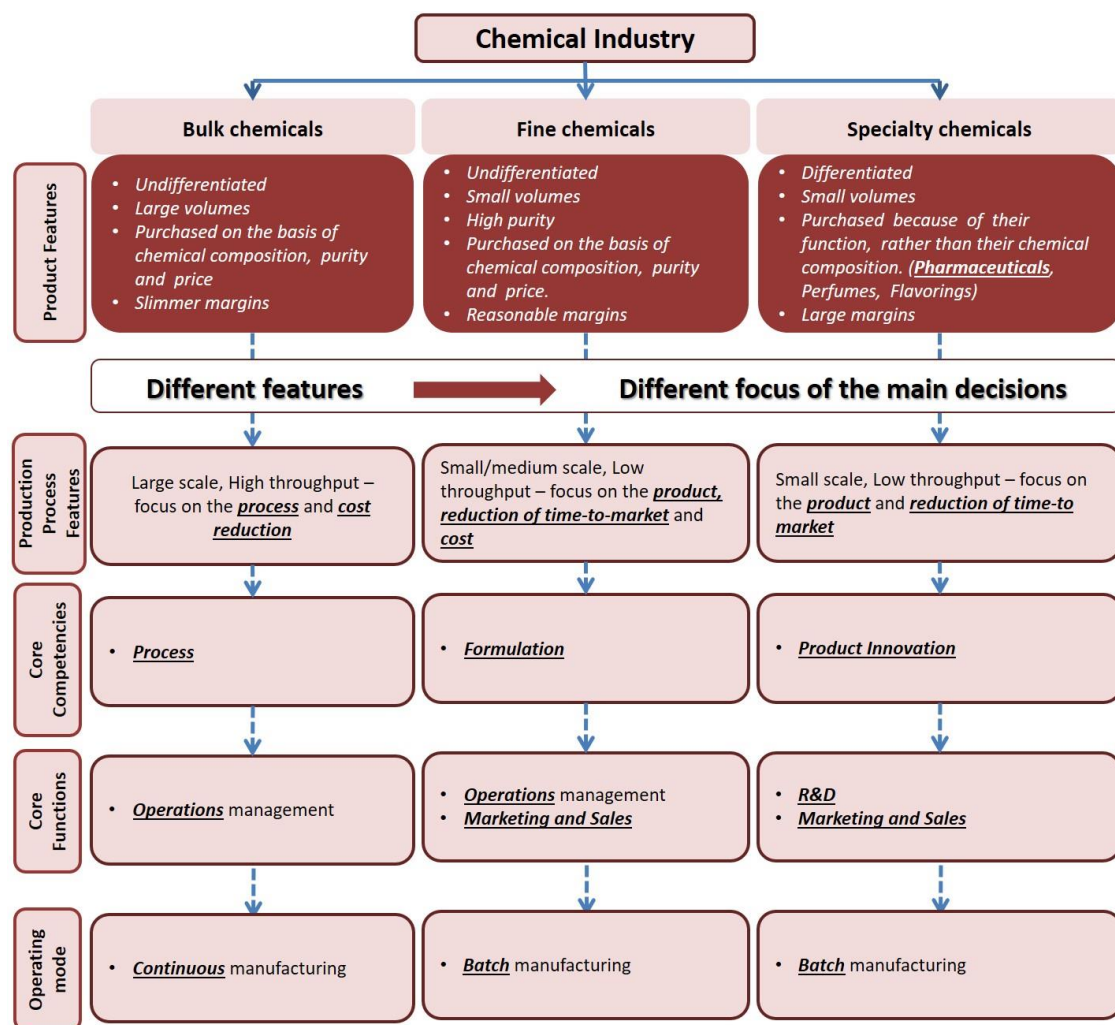 Chemical Industry
Bulk chemicals
Fine chemicals
Specialty chemicals
Product Features
• Undifferentiated
• Large volumes
• Purchased on the basis of
chemical composition, purity
and price
• Slimmer margins
• Undifferentiated
• Small volumes
• High purity
• Purchased on the basis of
chemical composition, purity
and price.
• Reasonable margins
• Differentiated
• Small volumes
• Purchased because of their
function, rather than their chemical
composition. (Pharmaceuticals,
Perfumes, Flavorings)
• Large margins
Different features
Different focus of the main decisions
Production
Process
Features
Large scale, High throughput –
focus on the process and cost
reduction
Small/medium scale, Low
throughput – focus on the product,
reduction of time-to-market and
cost
Small scale, Low throughput – focus on
the product and reduction of time-to
market
Core
Competencies
• Process
• Formulation
• Product Innovation
Core
Functions
• Operations management
• Operations management
• Marketing and Sales
• R&D
• Marketing and Sales
Operating
mode
• Continuous manufacturing
• Batch manufacturing
• Batch manufacturing